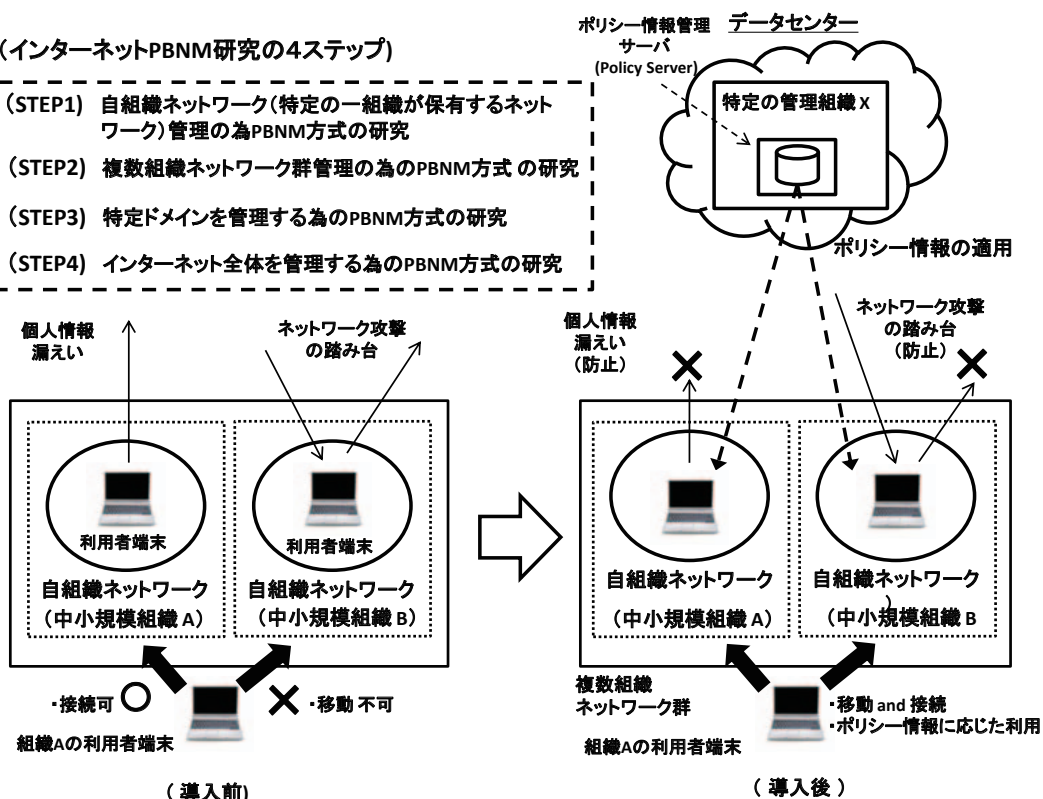 (インターネットPBNM研究の4ステップ)
(STEP1) 自組織ネットワーク(特定の一組織が保有するネット
ワーク)管理の為PBNM方式の研究
(STEP2) 複数組織ネットワーク群管理の為のPBNM方式 の研究
(STEP3) 特定ドメインを管理する為のPBNM方式の研究
(STEP4) インターネット全体を管理する為のPBNM方式の研究
ポリシー情報管理
サーバ
(Policy Server)
データセンター
特定の管理組織 X
ポリシー情報の適用
個人情報
漏えい
ネットワーク攻撃
の踏み台
利用者端末
利用者端末
自組織ネットワーク
(中小規模組織 A)
自組織ネットワーク
(中小規模組織 B)
・接続可
・移動 不可
組織Aの利用者端末
(導入前)
個人情報
漏えい
(防止)
ネットワーク攻撃
の踏み台
(防止)
自組織ネットワーク
(中小規模組織 A)
自組織ネットワーク
(中小規模組織 B
)
複数組織
ネットワーク群
・移動 and 接続
・ポリシー情報に応じた利用
組織Aの利用者端末
(導入後)